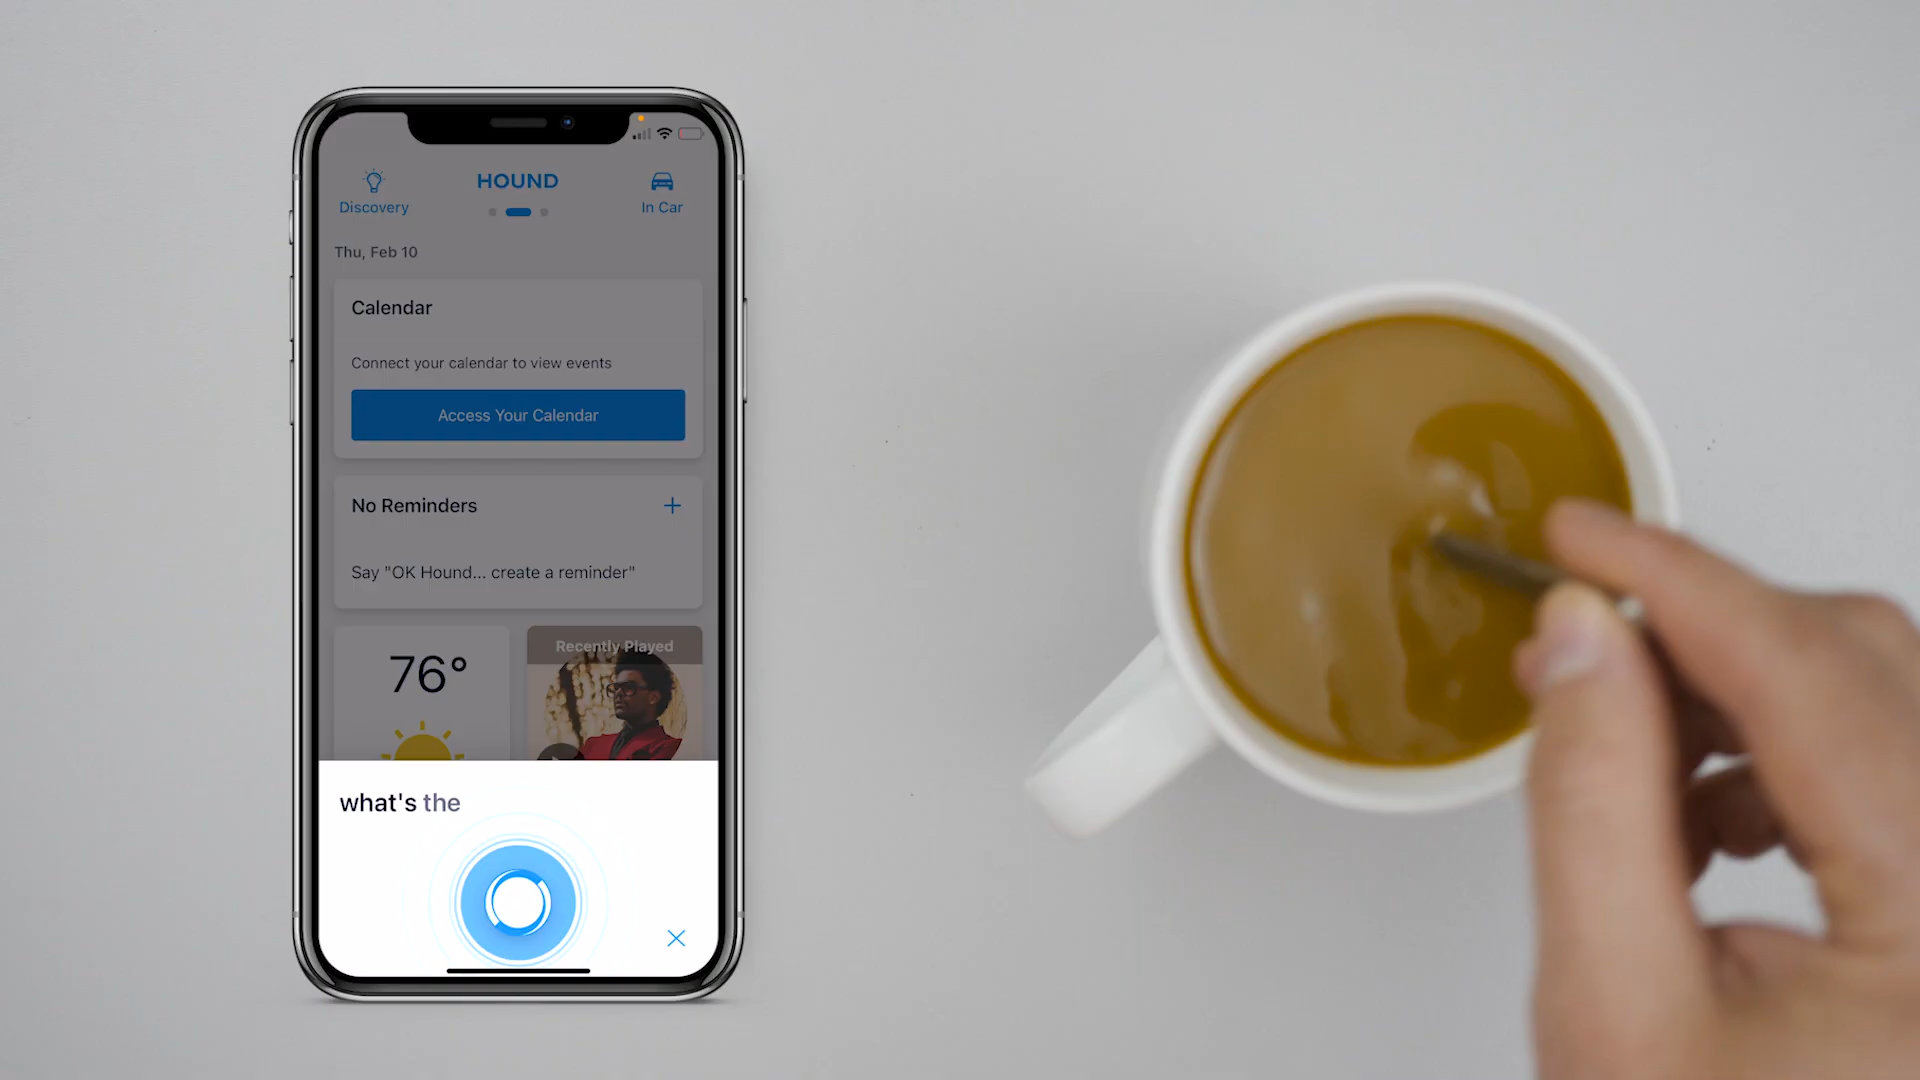 Discovery
HOUND
In Car
Thu, Feb 10
Calendar
Connect your calendar to view events
Access Your Calendar
No Reminders
+
Say "OK Hound... create a reminder"
76°
Recently Played
what's the